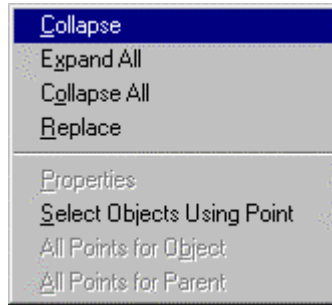 Collapse
Expand All
Collapse All
Replace
Properties
Select Objects Using Point
All Points for Object
All Points for Parent